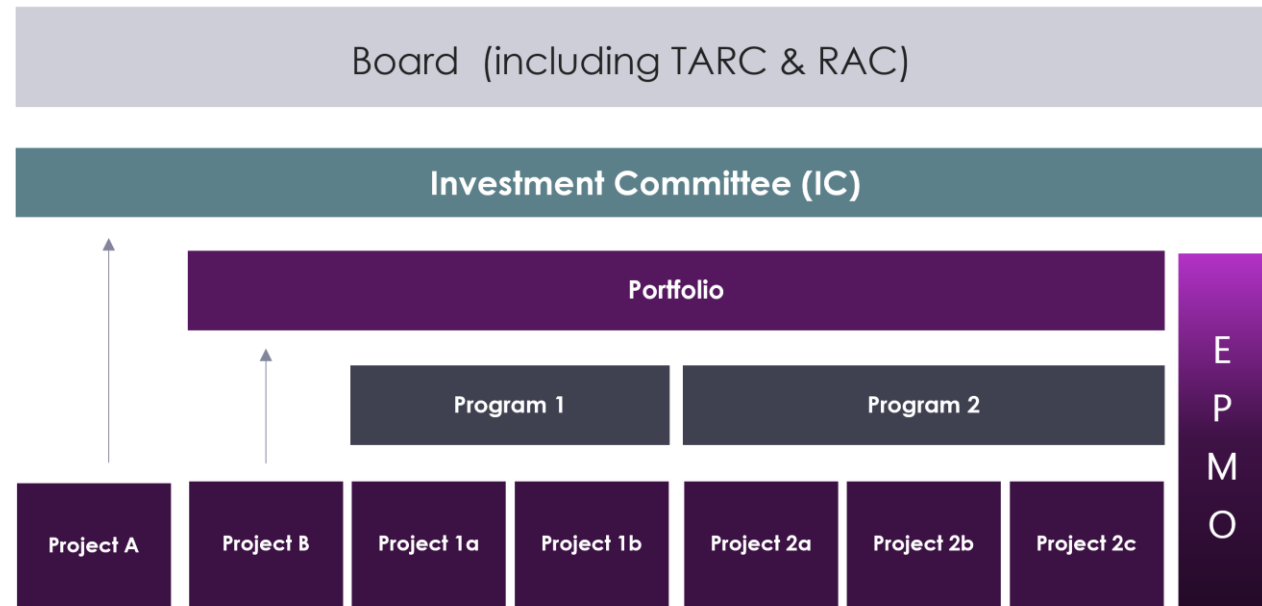 Board (including TARC & RAC)
Investment Committee (IC)
Portfolio
Program 1
Program 2
Project A
Project B
Project 1a
Project 1b
Project 2a
Project 2b
Project 2c
E
P
M
O